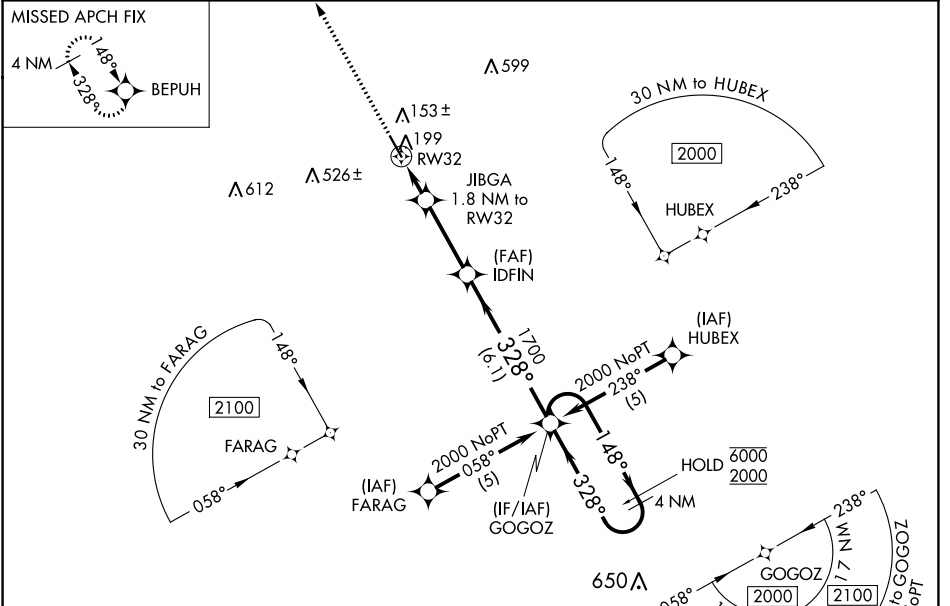 MISSED APCH FIX
4 NM
148°
328°
BEPUH
599
153±
199
RW32
612
526±
JIBGA
1.8 NM to
RW32
(FAF)
IDFIN
30 NM to HUBEX
2000
148°
238°
HUBEX
1700
328°
(6.1)
(IAF)
HUBEX
2000 NoPT
238°
(5)
30 NM to FARAG
2100
148°
FARAG
058°
2000 NoPT
058°
(5)
(IAF)
FARAG
(IF/IAF)
GOGOZ
148°
328°
HOLD
6000
2000
4 NM
650
238°
GOGOZ
17 NM
2000
2100
to GOGOZ
NoPT
058°